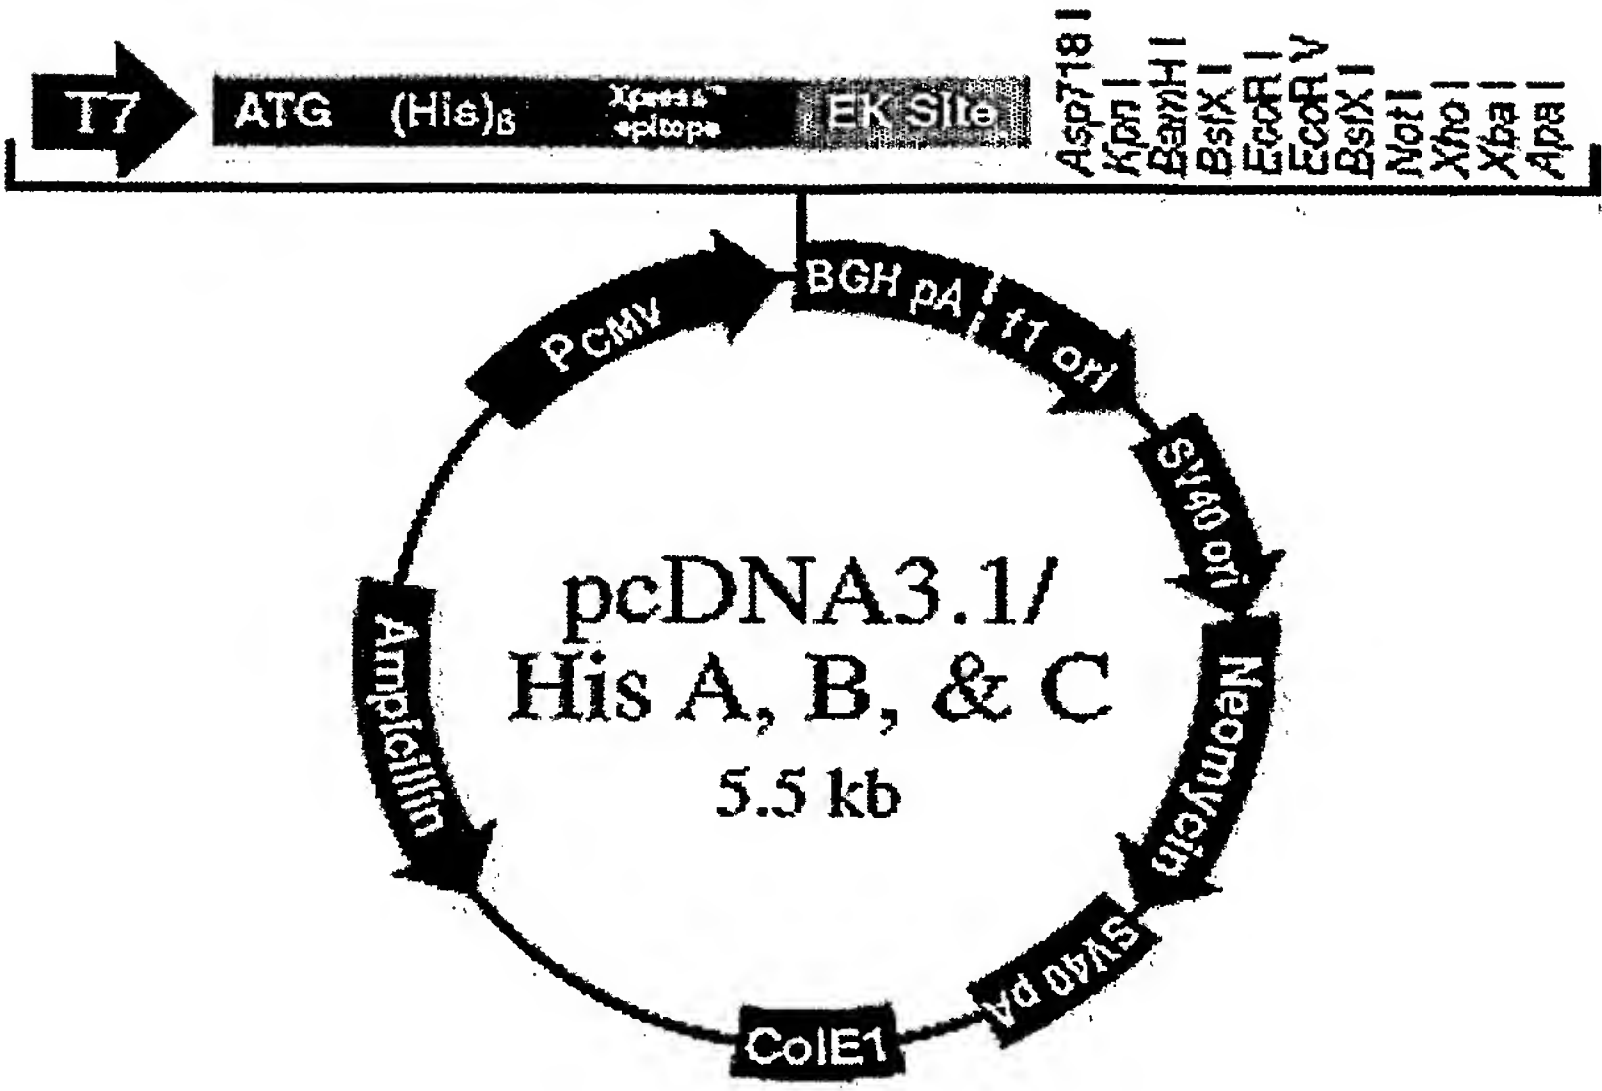 T7
ATG (His)6 Xpress™ epitope EK Site
Asp718 I
Kpn I
BamH I
BstX I
EcoR I
EcoR V
BstX I
Not I
Xho I
Xba I
Apa I
PCMV
BGH pA
f1 ori
SV40 ori
Neomycin
SV40 pA
ColE1
Ampicillin
pcDNA3.1/
His A, B, & C
5.5 kb